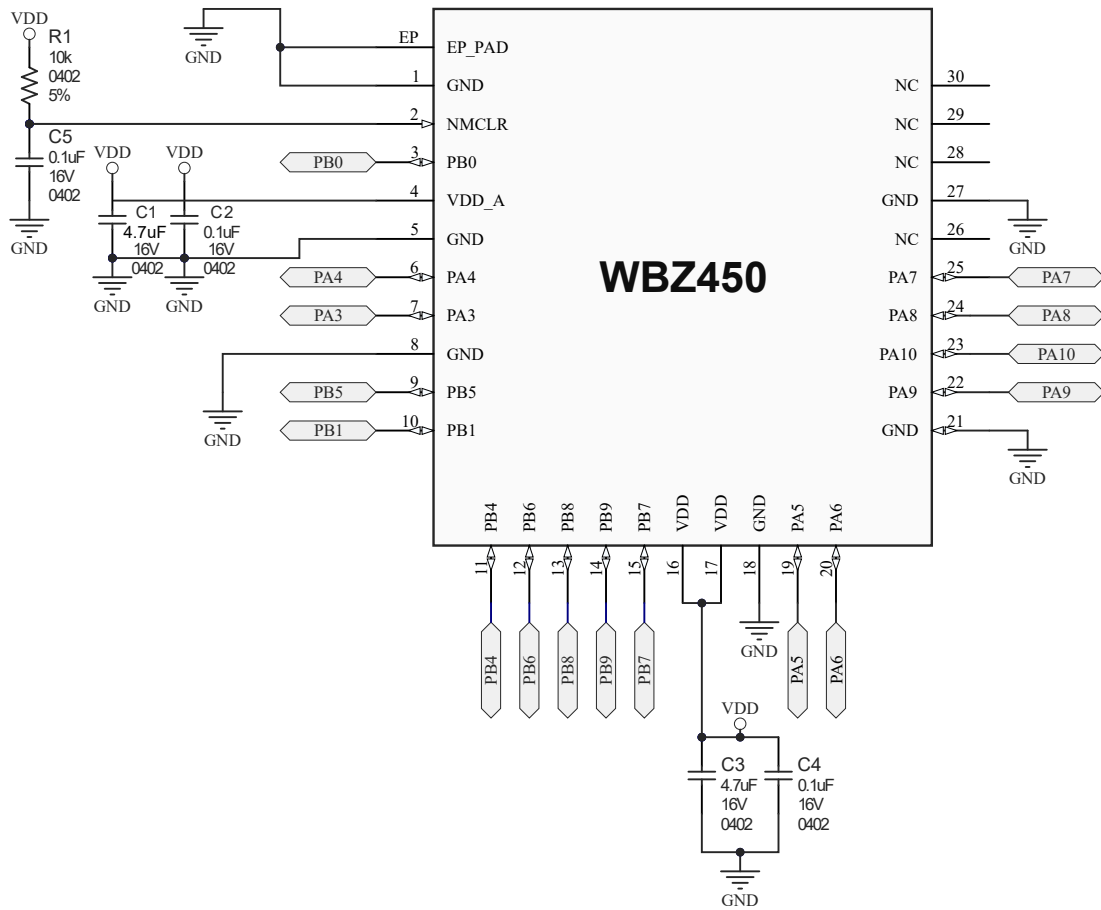 VDD
R1
10k
0402
5%
GND
EP
EP_PAD
1
GND
2
NMCLR
C5
0.1uF
16V
0402
GND
VDD
VDD
PB0
3
PB0
4
VDD_A
C1
4.7uF
16V
0402
C2
0.1uF
16V
0402
5
GND
GND
GND
PA4
6
PA4
PA3
7
PA3
8
GND
GND
PB5
9
PB5
PB1
10
PB1
WBZ450
NC
30
NC
29
NC
28
GND
27
GND
NC
26
PA7
25
PA7
PA8
24
PA8
PA10
23
PA10
PA9
22
PA9
GND
21
GND
PB4
PB6
PB8
PB9
PB7
VDD
VDD
GND
PA5
PA6
11
12
13
14
15
16
17
18
19
20
PB4
PB6
PB8
PB9
PB7
GND
PA5
PA6
VDD
C3
4.7uF
16V
0402
C4
0.1uF
16V
0402
GND